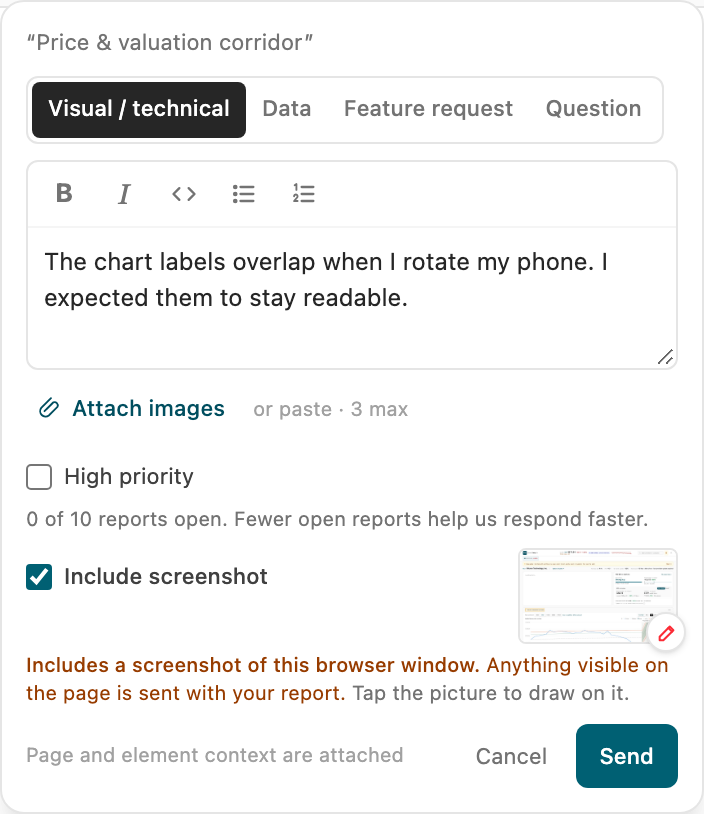 “Price & valuation corridor”
Visual / technical Data Feature request Question
B I <>
The chart labels overlap when I rotate my phone. I
expected them to stay readable.
Attach images or paste · 3 max
High priority
0 of 10 reports open. Fewer open reports help us respond faster.
Include screenshot
Includes a screenshot of this browser window. Anything visible on
the page is sent with your report. Tap the picture to draw on it.
Page and element context are attached Cancel Send